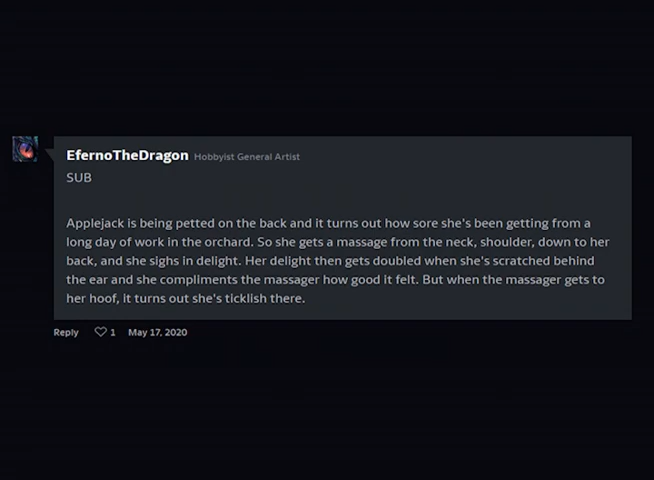 EfernoTheDragon Hobbyist General Artist
SUB
Applejack is being petted on the back and it turns out how sore she's been getting from a
long day of work in the orchard. So she gets a massage from the neck, shoulder, down to her
back, and she sighs in delight. Her delight then gets doubled when she's scratched behind
the ear and she compliments the massager how good it felt. But when the massager gets to
her hoof, it turns out she's ticklish there.
Reply 1 May 17, 2020